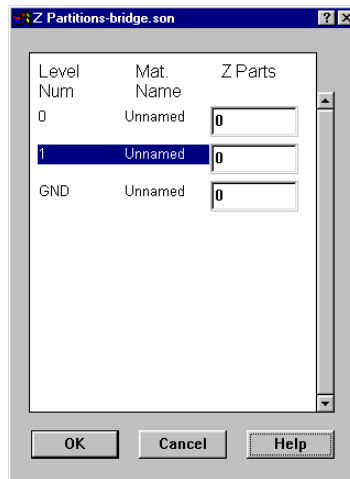 Z Partitions-bridge.son
Level Num Mat. Name Z Parts
0 Unnamed 0
1 Unnamed 0
GND Unnamed 0
OK Cancel Help